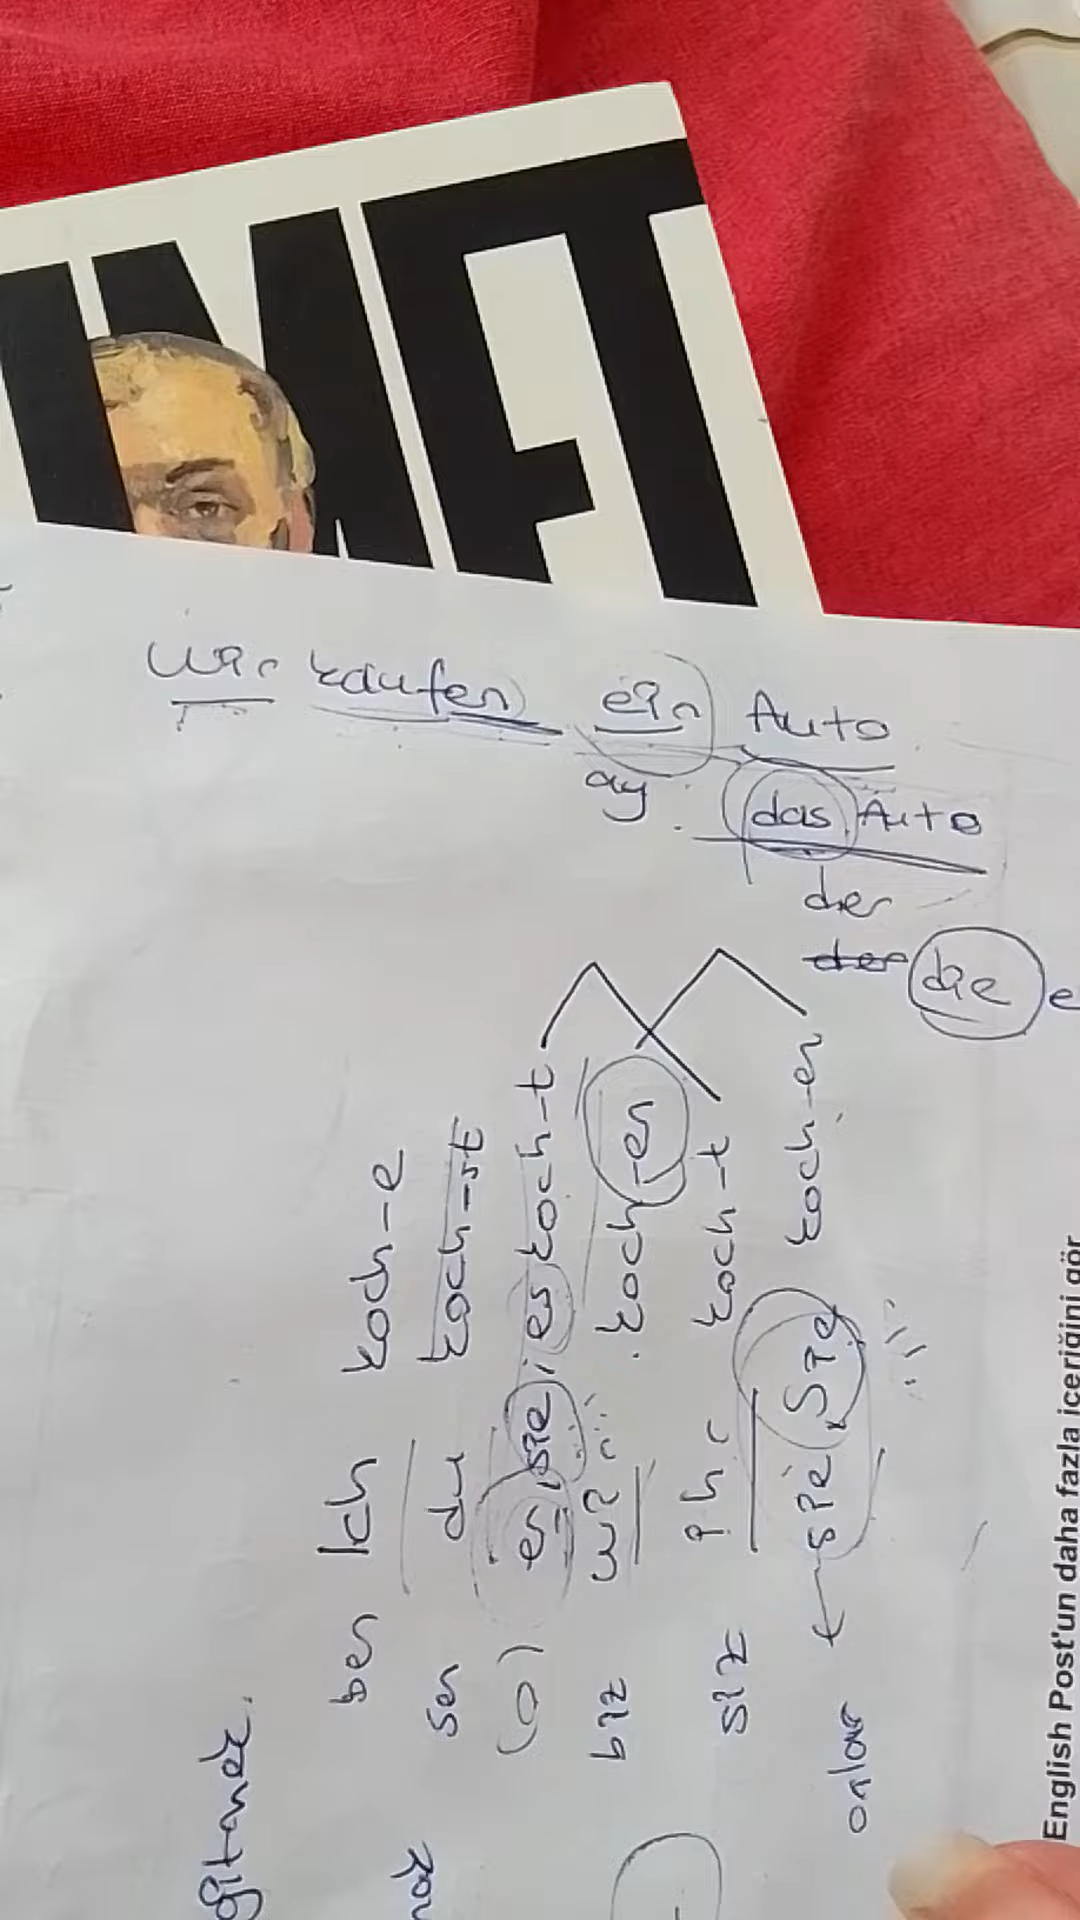 wir kaufen ein Auto
ay. das Auto
der
der die e
ben Ich koch-e
sen du koch-st
(o) er, sie, es koch-t
biz wir koch-en
siz ihr koch-t
onlar sie, Sie koch-en
English Post'un daha fazla içeriğini gör